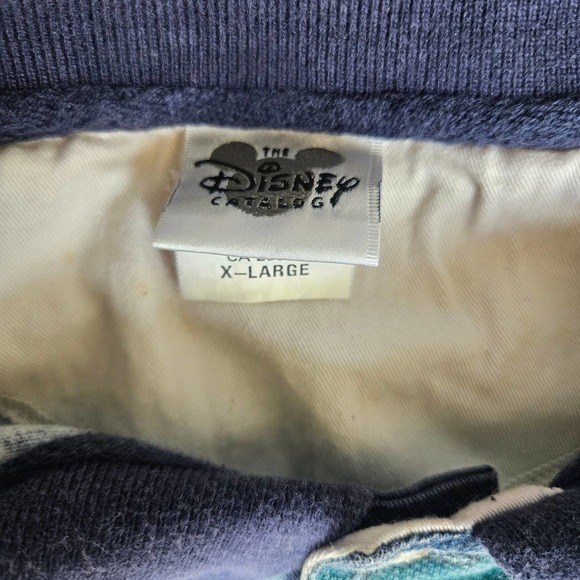 THE
DISNEY
CATALOG
X-LARGE